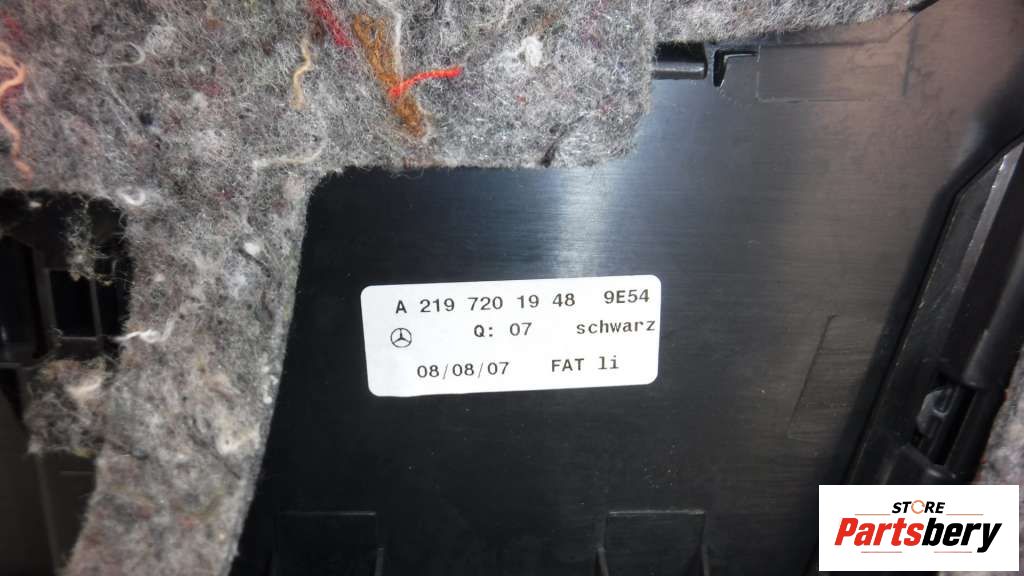 A 219 720 19 48 9E54
Q: 07 schwarz
08/08/07 FAT li
STORE
Partsbery